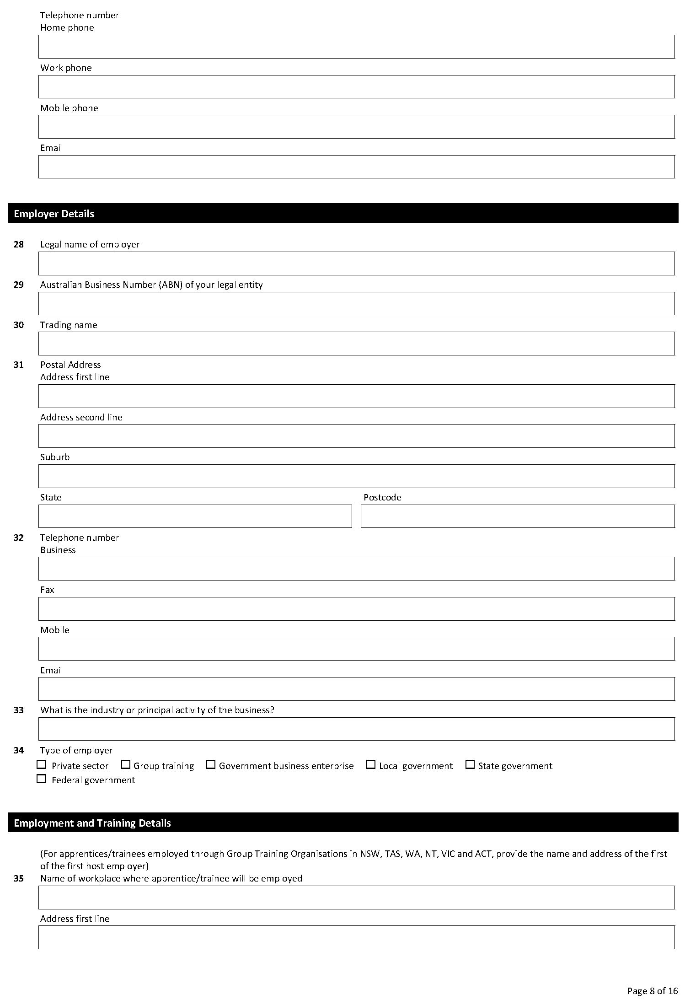 Telephone number
Home phone
Work phone
Mobile phone
Email
Employer Details
28 Legal name of employer
29 Australian Business Number (ABN) of your legal entity
30 Trading name
31 Postal Address
Address first line
Address second line
Suburb
State Postcode
32 Telephone number
Business
Fax
Mobile
Email
33 What is the industry or principal activity of the business?
34 Type of employer
Private sector Group training Government business enterprise Local government State government
Federal government
Employment and Training Details
(For apprentices/trainees employed through Group Training Organisations in NSW, TAS, WA, NT, VIC and ACT, provide the name and address of the first
of the first host employer)
35 Name of workplace where apprentice/trainee will be employed
Address first line
Page 8 of 16